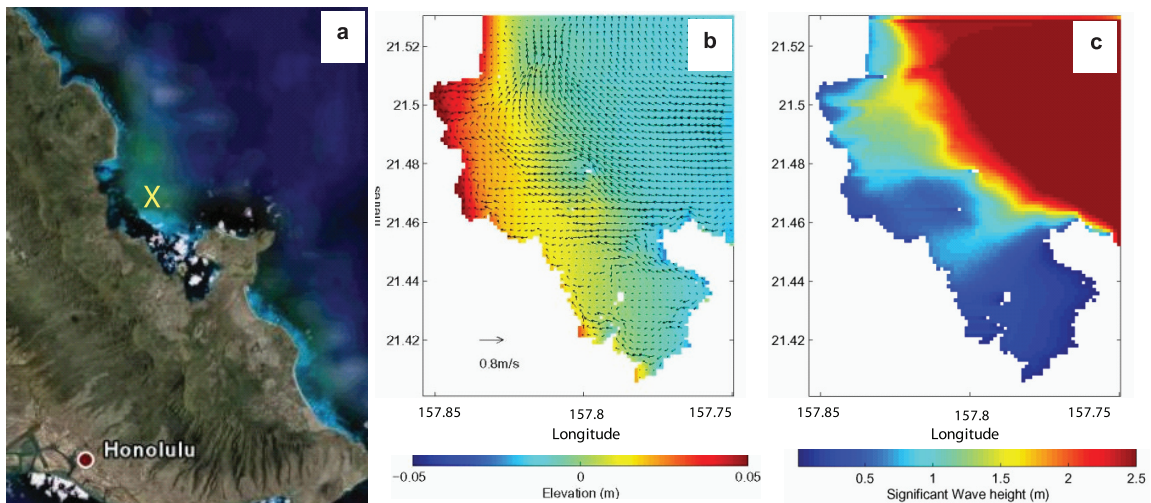 a
X
Honolulu
b
21.52
21.5
21.48
21.46
21.44
21.42
0.8m/s
157.85
157.8
157.75
Longitude
−0.05
0
0.05
Elevation (m)
c
21.52
21.5
21.48
21.46
21.44
21.42
157.85
157.8
157.75
Longitude
0.5
1
1.5
2
2.5
Significant Wave height (m)